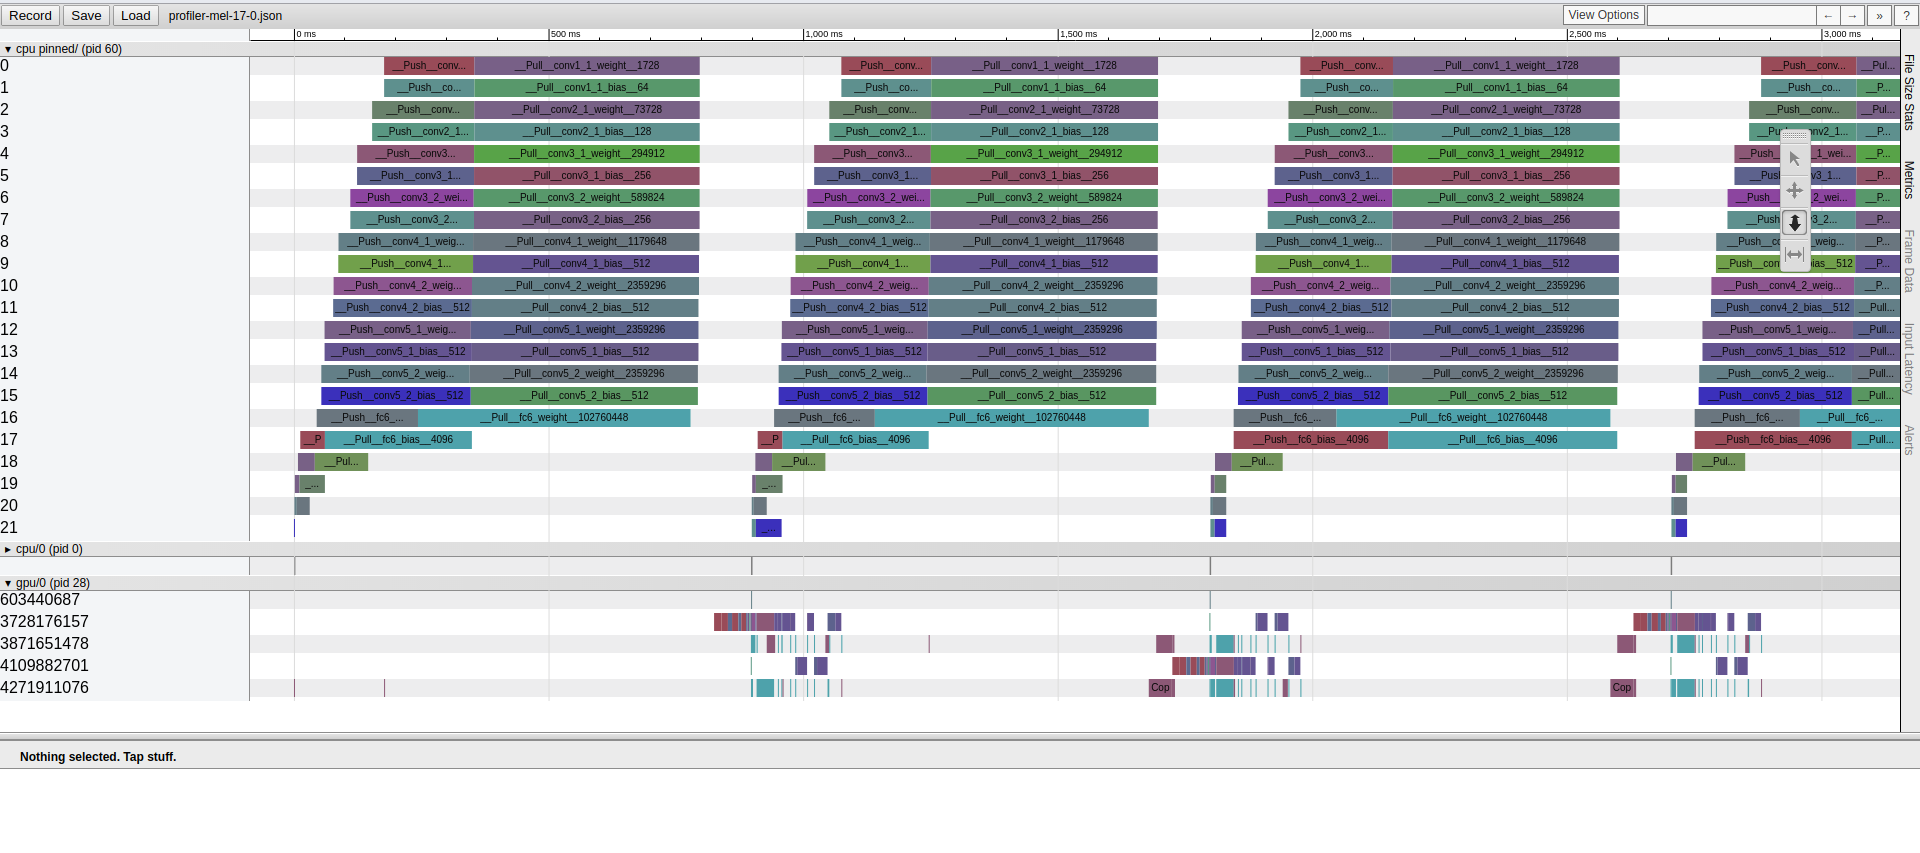 Record Save Load profiler-mel-17-0.json View Options ← → » ?
0 ms 500 ms 1,000 ms 1,500 ms 2,000 ms 2,500 ms 3,000 ms
▾ cpu pinned/ (pid 60)
0 __Push__conv... __Pull__conv1_1_weight__1728 __Push__conv... __Pull__conv1_1_weight__1728 __Push__conv... __Pull__conv1_1_weight__1728 __Push__conv... __Pul...
1 __Push__co... __Pull__conv1_1_bias__64 __Push__co... __Pull__conv1_1_bias__64 __Push__co... __Pull__conv1_1_bias__64 __Push__co... __P...
2 __Push__conv... __Pull__conv2_1_weight__73728 __Push__conv... __Pull__conv2_1_weight__73728 __Push__conv... __Pull__conv2_1_weight__73728 __Push__conv... __Pul...
3 __Push__conv2_1... __Pull__conv2_1_bias__128 __Push__conv2_1... __Pull__conv2_1_bias__128 __Push__conv2_1... __Pull__conv2_1_bias__128 __Pu nv2_1... __P...
4 __Push__conv3... __Pull__conv3_1_weight__294912 __Push__conv3... __Pull__conv3_1_weight__294912 __Push__conv3... __Pull__conv3_1_weight__294912 __Push_ _1_wei... __P...
5 __Push__conv3_1... __Pull__conv3_1_bias__256 __Push__conv3_1... __Pull__conv3_1_bias__256 __Push__conv3_1... __Pull__conv3_1_bias__256 __Push v3_1... __P...
6 __Push__conv3_2_wei... __Pull__conv3_2_weight__589824 __Push__conv3_2_wei... __Pull__conv3_2_weight__589824 __Push__conv3_2_wei... __Pull__conv3_2_weight__589824 __Push_ 2_wei... __P...
7 __Push__conv3_2... __Pull__conv3_2_bias__256 __Push__conv3_2... __Pull__conv3_2_bias__256 __Push__conv3_2... __Pull__conv3_2_bias__256 __Push v3_2... __P...
8 __Push__conv4_1_weig... __Pull__conv4_1_weight__1179648 __Push__conv4_1_weig... __Pull__conv4_1_weight__1179648 __Push__conv4_1_weig... __Pull__conv4_1_weight__1179648 __Push__co weig... __P...
9 __Push__conv4_1... __Pull__conv4_1_bias__512 __Push__conv4_1... __Pull__conv4_1_bias__512 __Push__conv4_1... __Pull__conv4_1_bias__512 __Push__con ias__512 __P...
10 __Push__conv4_2_weig... __Pull__conv4_2_weight__2359296 __Push__conv4_2_weig... __Pull__conv4_2_weight__2359296 __Push__conv4_2_weig... __Pull__conv4_2_weight__2359296 __Push__conv4_2_weig... __P...
11 __Push__conv4_2_bias__512 __Pull__conv4_2_bias__512 __Push__conv4_2_bias__512 __Pull__conv4_2_bias__512 __Push__conv4_2_bias__512 __Pull__conv4_2_bias__512 __Push__conv4_2_bias__512 __Pull...
12 __Push__conv5_1_weig... __Pull__conv5_1_weight__2359296 __Push__conv5_1_weig... __Pull__conv5_1_weight__2359296 __Push__conv5_1_weig... __Pull__conv5_1_weight__2359296 __Push__conv5_1_weig... __Pull...
13 __Push__conv5_1_bias__512 __Pull__conv5_1_bias__512 __Push__conv5_1_bias__512 __Pull__conv5_1_bias__512 __Push__conv5_1_bias__512 __Pull__conv5_1_bias__512 __Push__conv5_1_bias__512 __Pull...
14 __Push__conv5_2_weig... __Pull__conv5_2_weight__2359296 __Push__conv5_2_weig... __Pull__conv5_2_weight__2359296 __Push__conv5_2_weig... __Pull__conv5_2_weight__2359296 __Push__conv5_2_weig... __Pull...
15 __Push__conv5_2_bias__512 __Pull__conv5_2_bias__512 __Push__conv5_2_bias__512 __Pull__conv5_2_bias__512 __Push__conv5_2_bias__512 __Pull__conv5_2_bias__512 __Push__conv5_2_bias__512 __Pull...
16 __Push__fc6_... __Pull__fc6_weight__102760448 __Push__fc6_... __Pull__fc6_weight__102760448 __Push__fc6_... __Pull__fc6_weight__102760448 __Push__fc6_... __Pull__fc6_...
17 __P __Pull__fc6_bias__4096 __P __Pull__fc6_bias__4096 __Push__fc6_bias__4096 __Pull__fc6_bias__4096 __Push__fc6_bias__4096 __Pull...
18 __Pul... __Pul... __Pul... __Pul...
19 _... _...
20
21 _...
▸ cpu/0 (pid 0)
▾ gpu/0 (pid 28)
603440687
3728176157
3871651478
4109882701
4271911076 Cop Cop
File Size Stats
Metrics
Frame Data
Input Latency
Alerts
Nothing selected. Tap stuff.